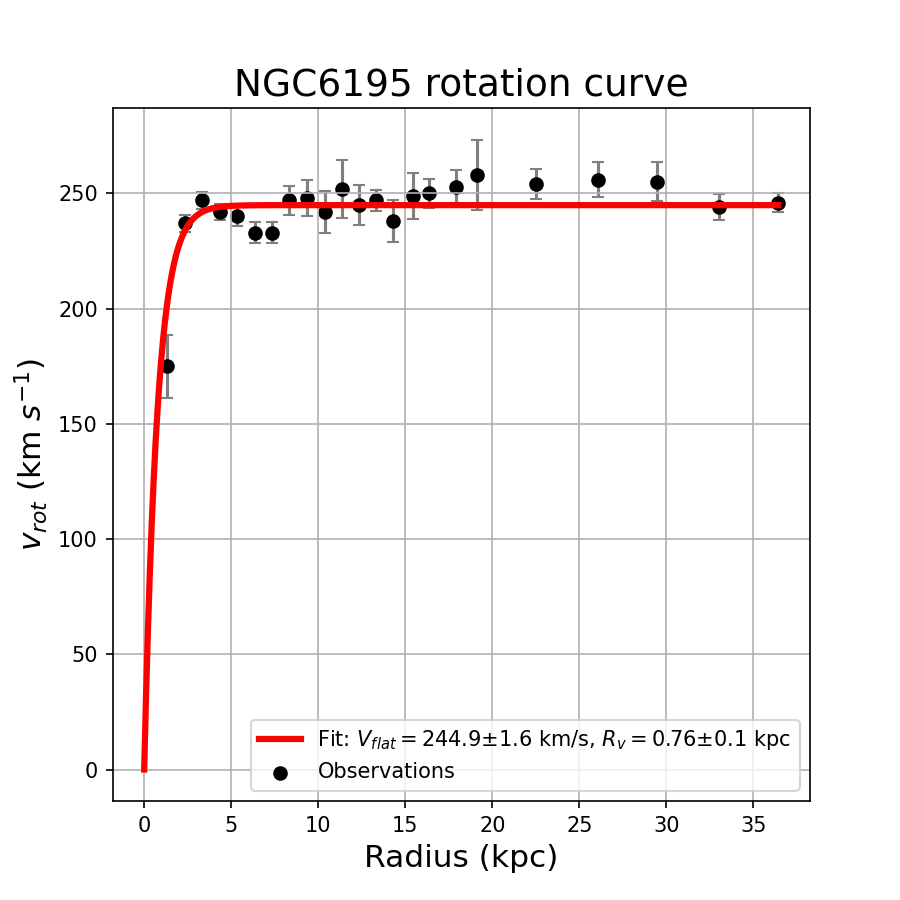 NGC6195 rotation curve
250
200
150
100
50
0
v_rot (km s⁻¹)
Fit: V_flat = 244.9±1.6 km/s, R_v = 0.76±0.1 kpc
Observations
0 5 10 15 20 25 30 35
Radius (kpc)